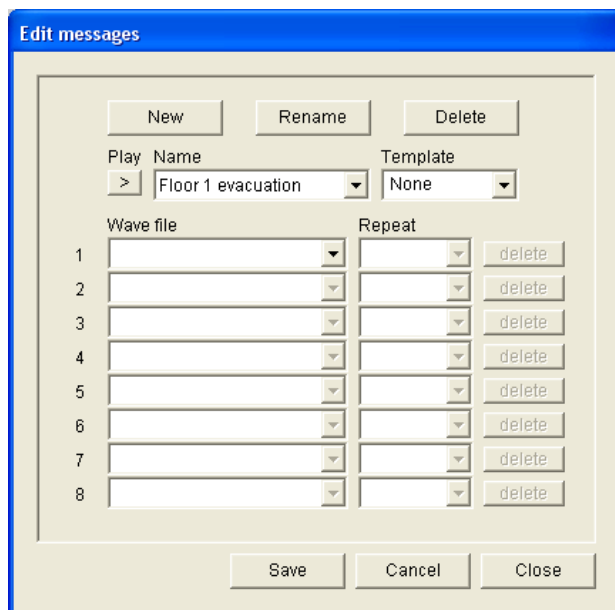 Edit messages
New Rename Delete
Play Name Template
> Floor 1 evacuation None
Wave file Repeat
1 delete
2 delete
3 delete
4 delete
5 delete
6 delete
7 delete
8 delete
Save Cancel Close